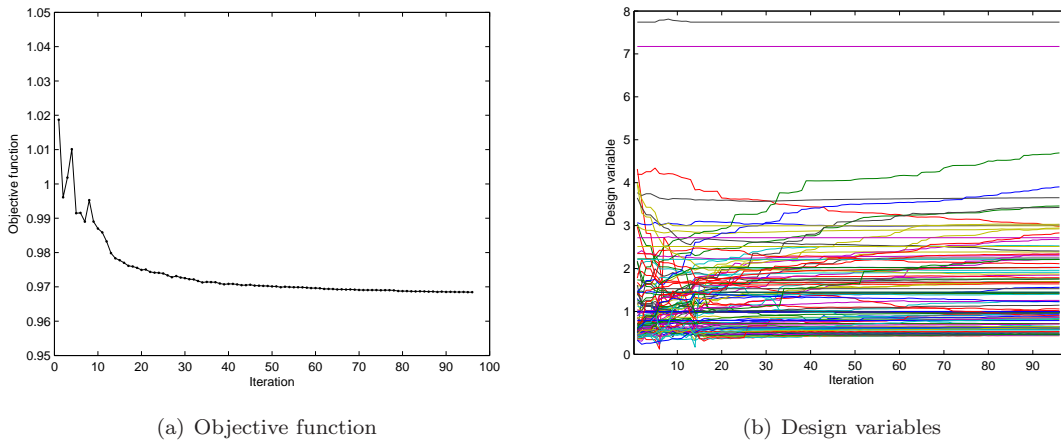 1.05
1.04
1.03
1.02
1.01
1
0.99
0.98
0.97
0.96
0.95
Objective function
0 10 20 30 40 50 60 70 80 90 100
Iteration
(a) Objective function
8
7
6
5
4
3
2
1
0
Design variable
10 20 30 40 50 60 70 80 90
Iteration
(b) Design variables